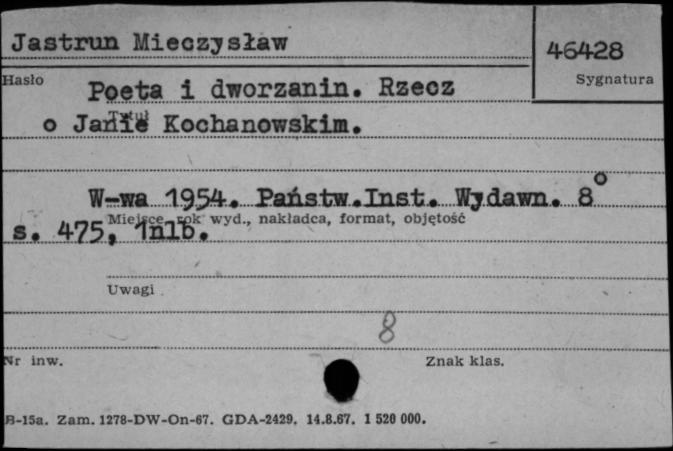 Jastrun Mieczysław
46428
Hasło
Sygnatura
Poeta i dworzanin. Rzecz
Tytuł
o Janie Kochanowskim.
W-wa 1954. Państw.Inst. Wydawn. 8°
Miejsce, rok wyd., nakładca, format, objętość
s. 475, 1nlb.
Uwagi
8
Nr inw.
Znak klas.
B-15a. Zam. 1278-DW-On-67. GDA-2429. 14.8.67. 1 520 000.